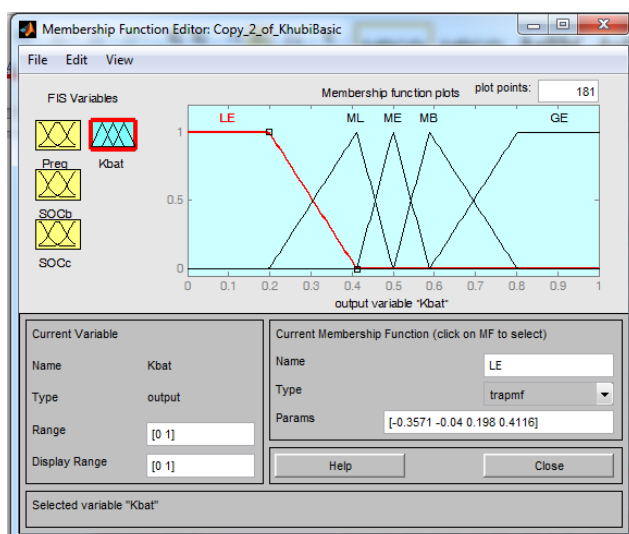 Membership Function Editor: Copy_2_of_KhubiBasic
File Edit View
FIS Variables
Membership function plots plot points: 181
LE ML ME MB GE
Preq Kbat
SOCb
SOCc
1
0.5
0
0 0.1 0.2 0.3 0.4 0.5 0.6 0.7 0.8 0.9 1
output variable "Kbat"
Current Variable
Name Kbat
Type output
Range [0 1]
Display Range [0 1]
Current Membership Function (click on MF to select)
Name LE
Type trapmf
Params [-0.3571 -0.04 0.198 0.4116]
Help Close
Selected variable "Kbat"